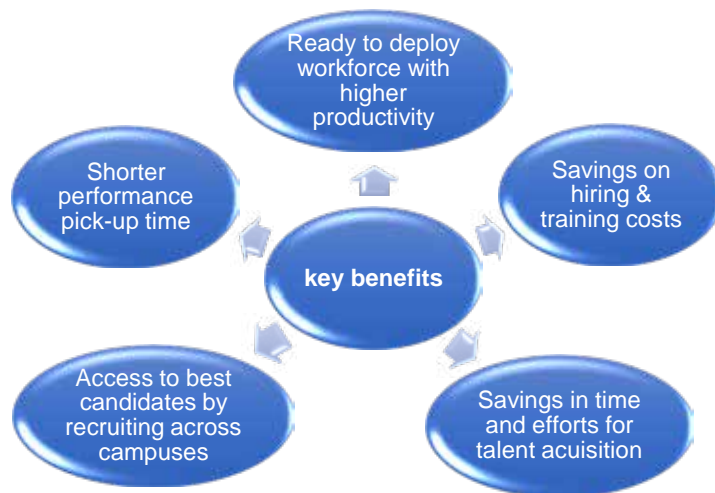 Ready to deploy
workforce with
higher
productivity
Shorter
performance
pick-up time
Savings on
hiring &
training costs
key benefits
Access to best
candidates by
recruiting across
campuses
Savings in time
and efforts for
talent acuisition